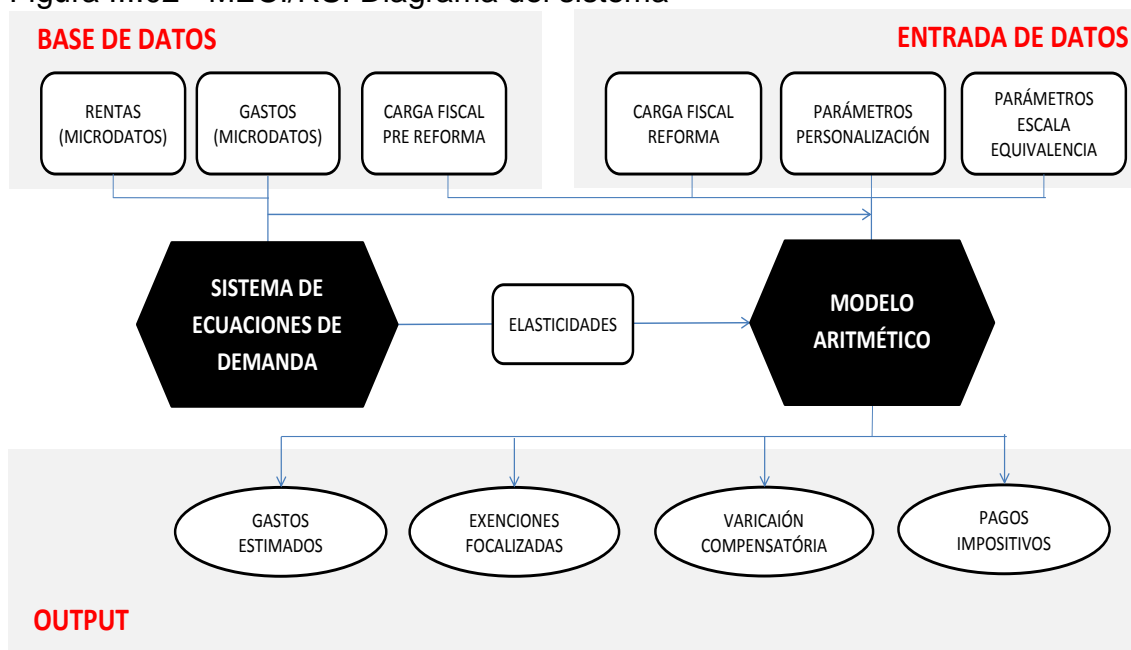 BASE DE DATOS
ENTRADA DE DATOS
RENTAS
(MICRODATOS)
GASTOS
(MICRODATOS)
CARGA FISCAL
PRE REFORMA
CARGA FISCAL
REFORMA
PARÁMETROS
PERSONALIZACIÓN
PARÁMETROS
ESCALA
EQUIVALENCIA
SISTEMA DE
ECUACIONES DE
DEMANDA
ELASTICIDADES
MODELO
ARITMÉTICO
GASTOS
ESTIMADOS
EXENCIONES
FOCALIZADAS
VARICAIÓN
COMPENSATÓRIA
PAGOS
IMPOSITIVOS
OUTPUT